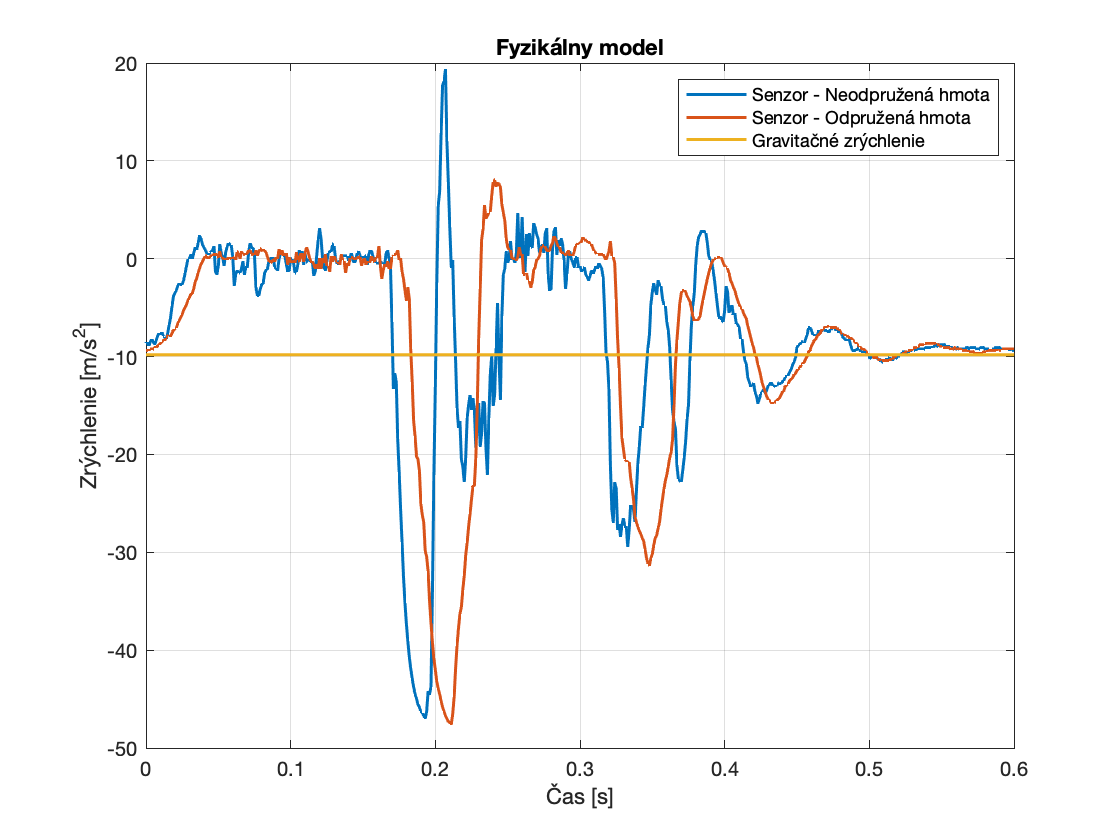 Fyzikálny model
Senzor - Neodpružená hmota
Senzor - Odpružená hmota
Gravitačné zrýchlenie
Zrýchlenie [m/s²]
20
10
0
-10
-20
-30
-40
-50
0
0.1
0.2
0.3
0.4
0.5
0.6
Čas [s]